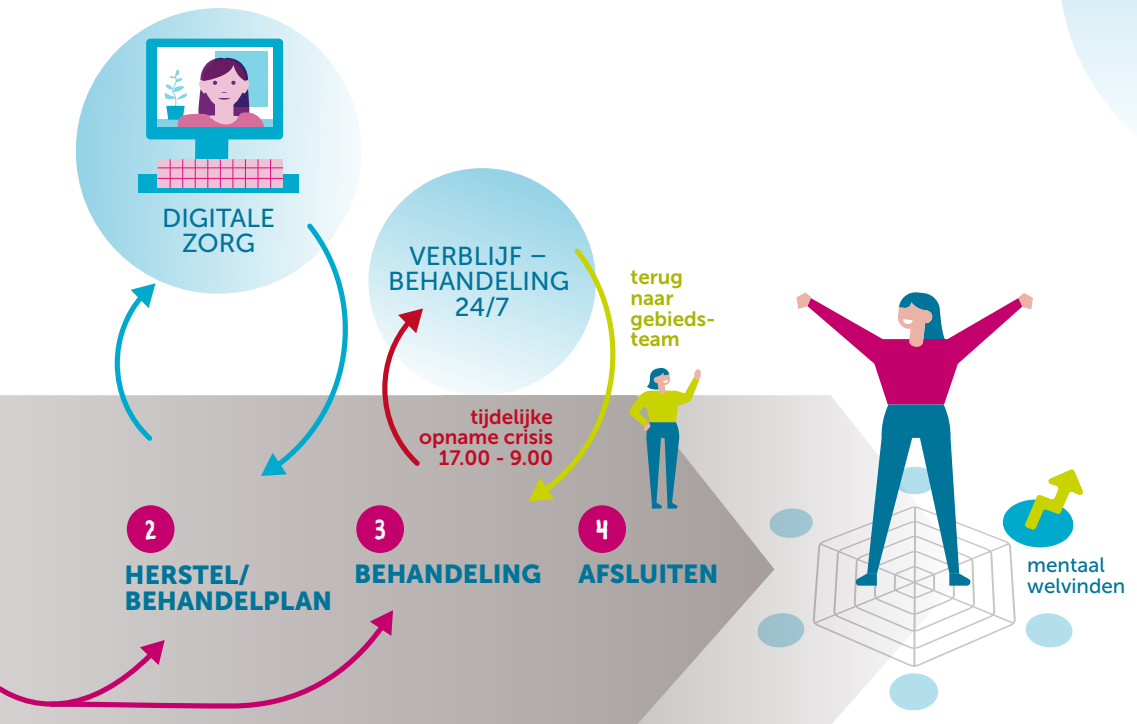 DIGITALE
ZORG
VERBLIJF –
BEHANDELING
24/7
terug
naar
gebieds-
team
tijdelijke
opname crisis
17.00 - 9.00
2
HERSTEL/
BEHANDELPLAN
3
BEHANDELING
4
AFSLUITEN
mentaal
welvinden